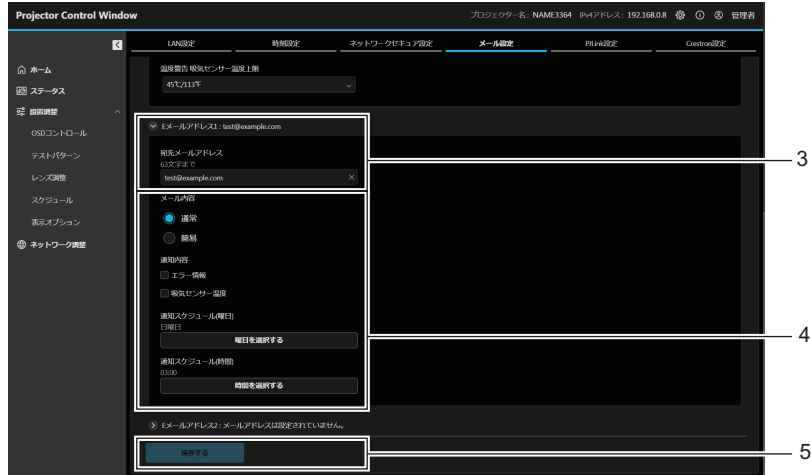 Projector Control Window
プロジェクター名: NAME3364 IPv4アドレス: 192.168.0.8 管理者
LAN設定 時刻設定 ネットワークセキュア設定 メール設定 PJLink設定 Crestron設定
ホーム
ステータス
設置調整
OSDコントロール
テストパターン
レンズ調整
スケジュール
表示オプション
ネットワーク調整
温度警告 吸気センサー温度上限
45℃/113℉
Eメールアドレス1 : test@example.com
宛先メールアドレス
63文字まで
test@example.com
3
メール内容
通常
簡易
通知内容
エラー情報
吸気センサー温度
通知スケジュール(曜日)
日曜日
曜日を選択する
4
通知スケジュール(時間)
03:00
時間を選択する
Eメールアドレス2 : メールアドレスは設定されていません。
保存する
5